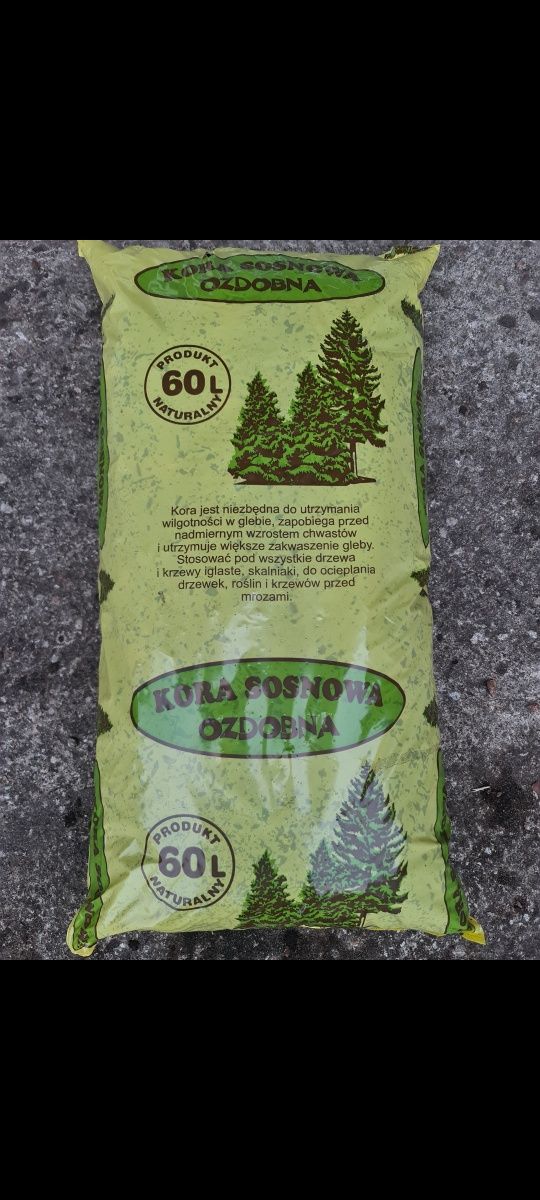 KORA SOSNOWA
OZDOBNA
PRODUKT
60L
NATURALNY
Kora jest niezbędna do utrzymania
wilgotności w glebie, zapobiega przed
nadmiernym wzrostem chwastów
i utrzymuje większe zakwaszenie gleby.
Stosować pod wszystkie drzewa
i krzewy iglaste, skalniaki, do ocieplania
drzewek, roślin i krzewów przed
mrozami.
KORA SOSNOWA
OZDOBNA
PRODUKT
60L
NATURALNY